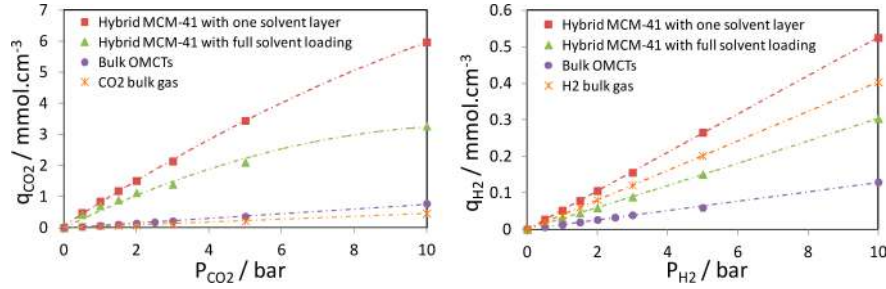 7
6
5
4
3
2
1
0
q_CO2 / mmol.cm⁻³
Hybrid MCM-41 with one solvent layer
Hybrid MCM-41 with full solvent loading
Bulk OMCTs
CO2 bulk gas
0 2 4 6 8 10
P_CO2 / bar
0.6
0.5
0.4
0.3
0.2
0.1
0
q_H2 / mmol.cm⁻³
Hybrid MCM-41 with one solvent layer
Hybrid MCM-41 with full solvent loading
Bulk OMCTs
H2 bulk gas
0 2 4 6 8 10
P_H2 / bar